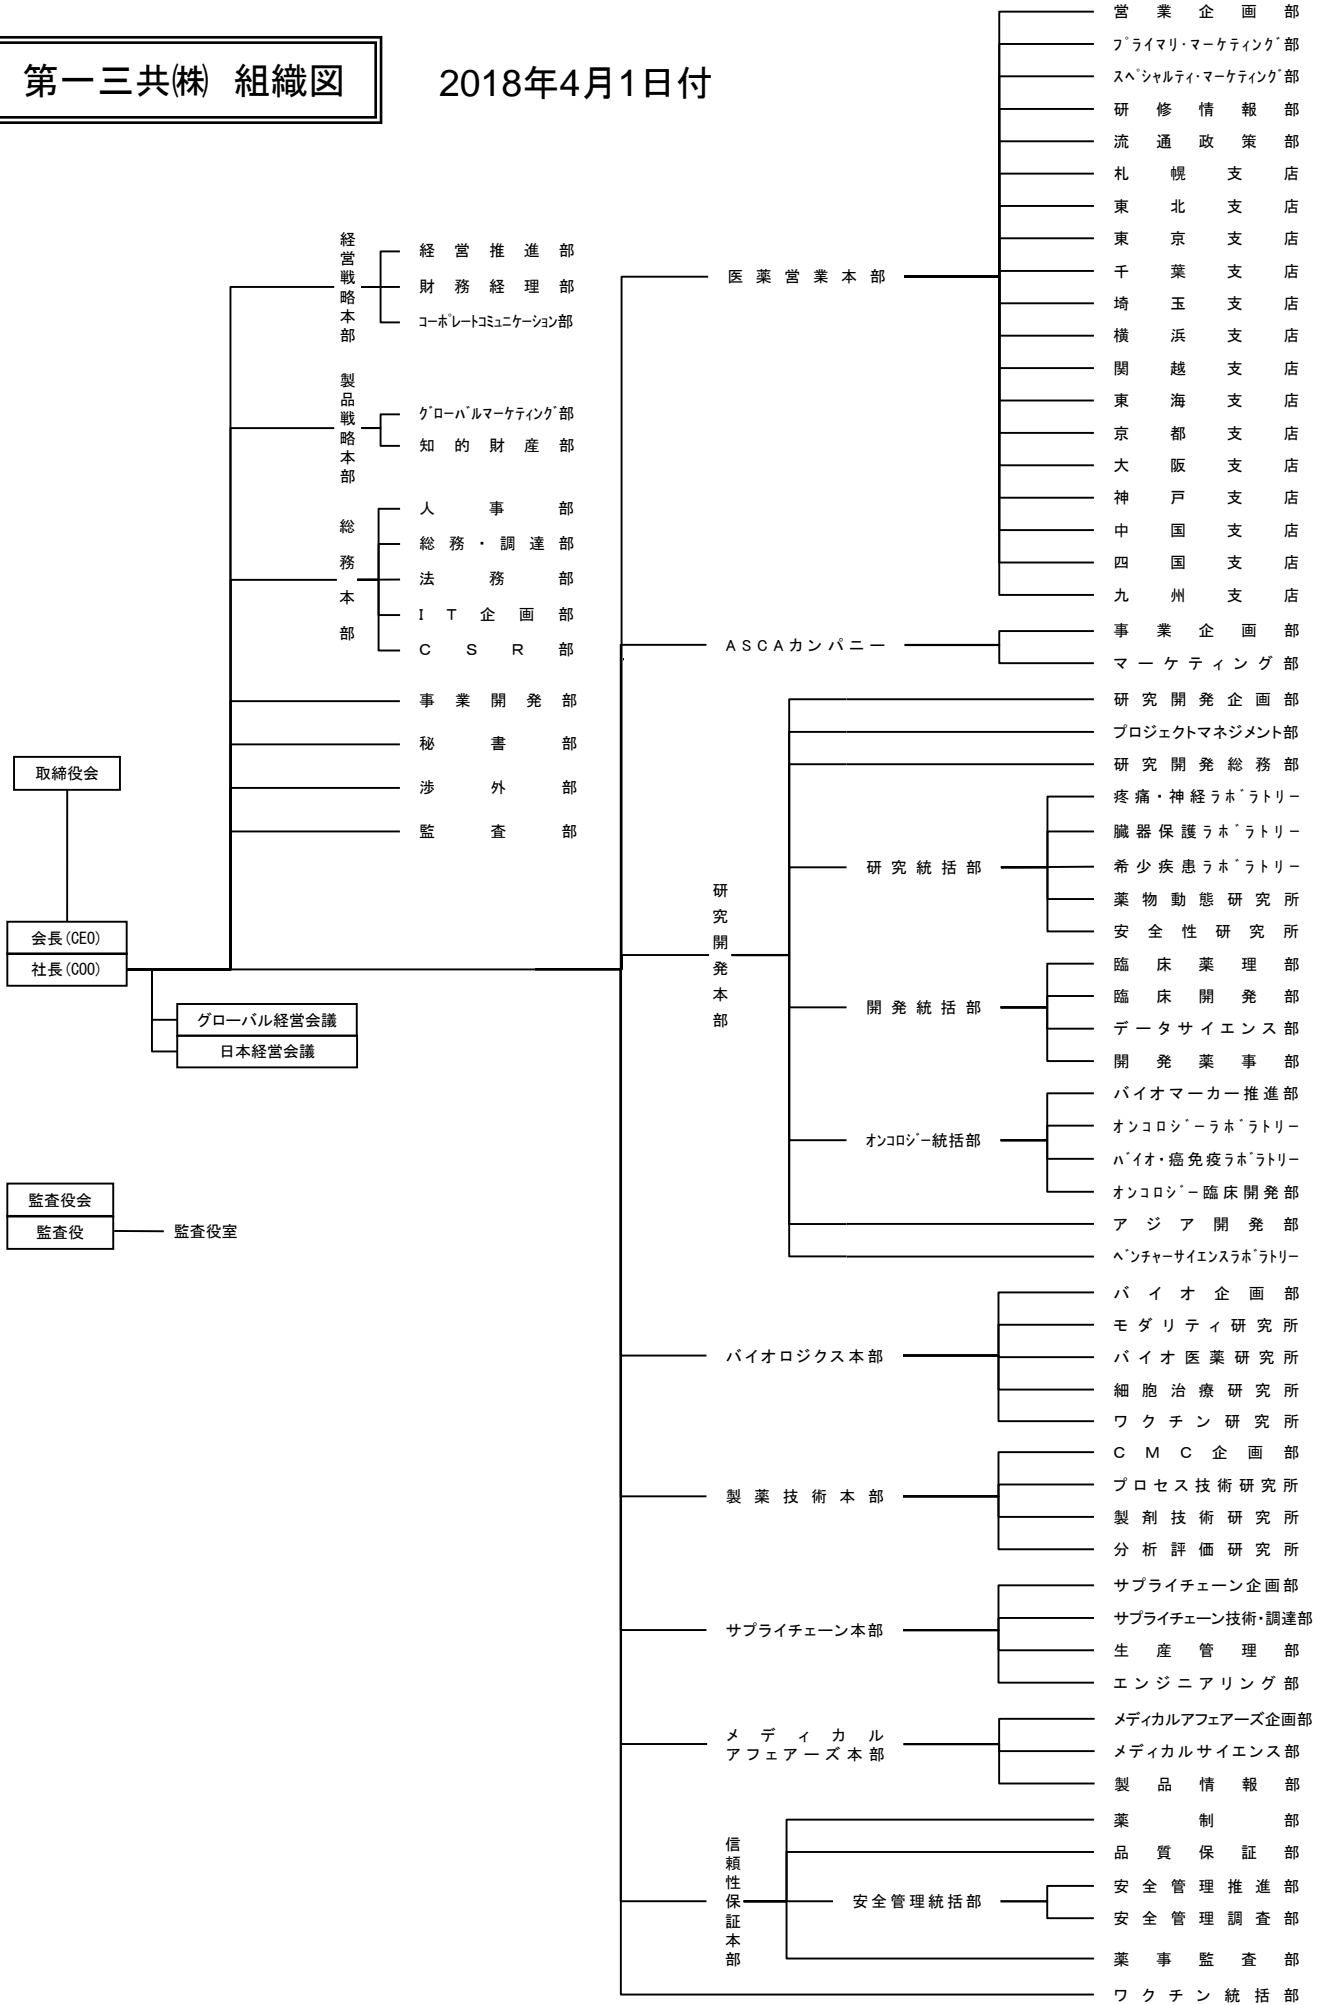 第一三共㈱ 組織図
2018年4月1日付
取締役会
会長(CEO)
社長(COO)
グローバル経営会議
日本経営会議
監査役会
監査役
監査役室
経営戦略本部
経営推進部
財務経理部
コーポレートコミュニケーション部
製品戦略本部
グローバルマーケティング部
知的財産部
総務本部
人事部
総務・調達部
法務部
IT企画部
CSR部
事業開発部
秘書部
渉外部
監査部
医薬営業本部
営業企画部
プライマリ・マーケティング部
スペシャルティ・マーケティング部
研修情報部
流通政策部
札幌支店
東北支店
東京支店
千葉支店
埼玉支店
横浜支店
関越支店
東海支店
京都支店
大阪支店
神戸支店
中国支店
四国支店
九州支店
ASCAカンパニー
事業企画部
マーケティング部
研究開発本部
研究開発企画部
プロジェクトマネジメント部
研究開発総務部
研究統括部
疼痛・神経ラボラトリー
臓器保護ラボラトリー
希少疾患ラボラトリー
薬物動態研究所
安全性研究所
開発統括部
臨床薬理部
臨床開発部
データサイエンス部
開発薬事部
オンコロジー統括部
バイオマーカー推進部
オンコロジーラボラトリー
バイオ・癌免疫ラボラトリー
オンコロジー臨床開発部
アジア開発部
ベンチャーサイエンスラボラトリー
バイオロジクス本部
バイオ企画部
モダリティ研究所
バイオ医薬研究所
細胞治療研究所
ワクチン研究所
製薬技術本部
CMC企画部
プロセス技術研究所
製剤技術研究所
分析評価研究所
サプライチェーン本部
サプライチェーン企画部
サプライチェーン技術・調達部
生産管理部
エンジニアリング部
メディカル
アフェアーズ本部
メディカルアフェアーズ企画部
メディカルサイエンス部
製品情報部
信頼性保証本部
薬制部
品質保証部
安全管理統括部
安全管理推進部
安全管理調査部
薬事監査部
ワクチン統括部